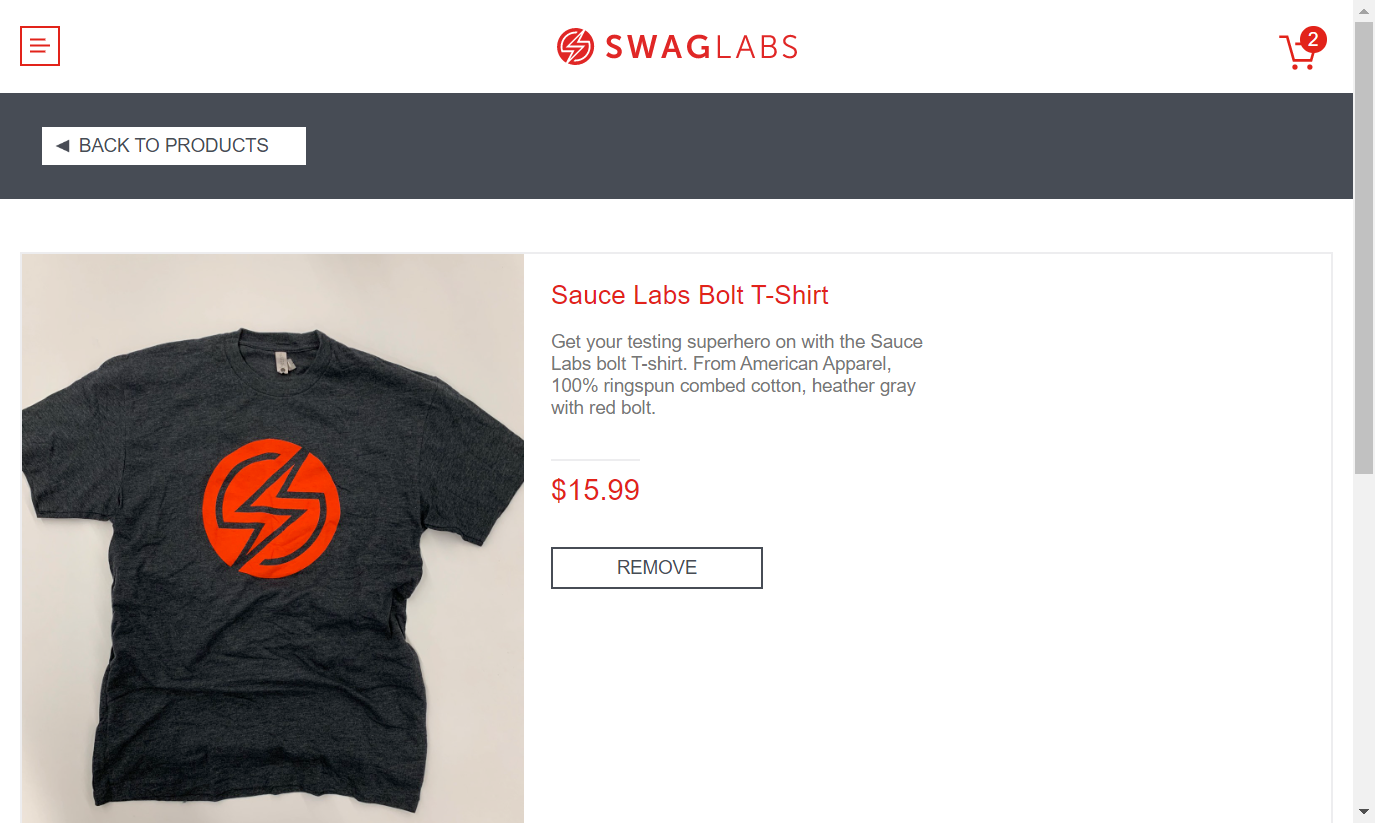 SWAGLABS
2
◄ BACK TO PRODUCTS
Sauce Labs Bolt T-Shirt
Get your testing superhero on with the Sauce
Labs bolt T-shirt. From American Apparel,
100% ringspun combed cotton, heather gray
with red bolt.
$15.99
REMOVE